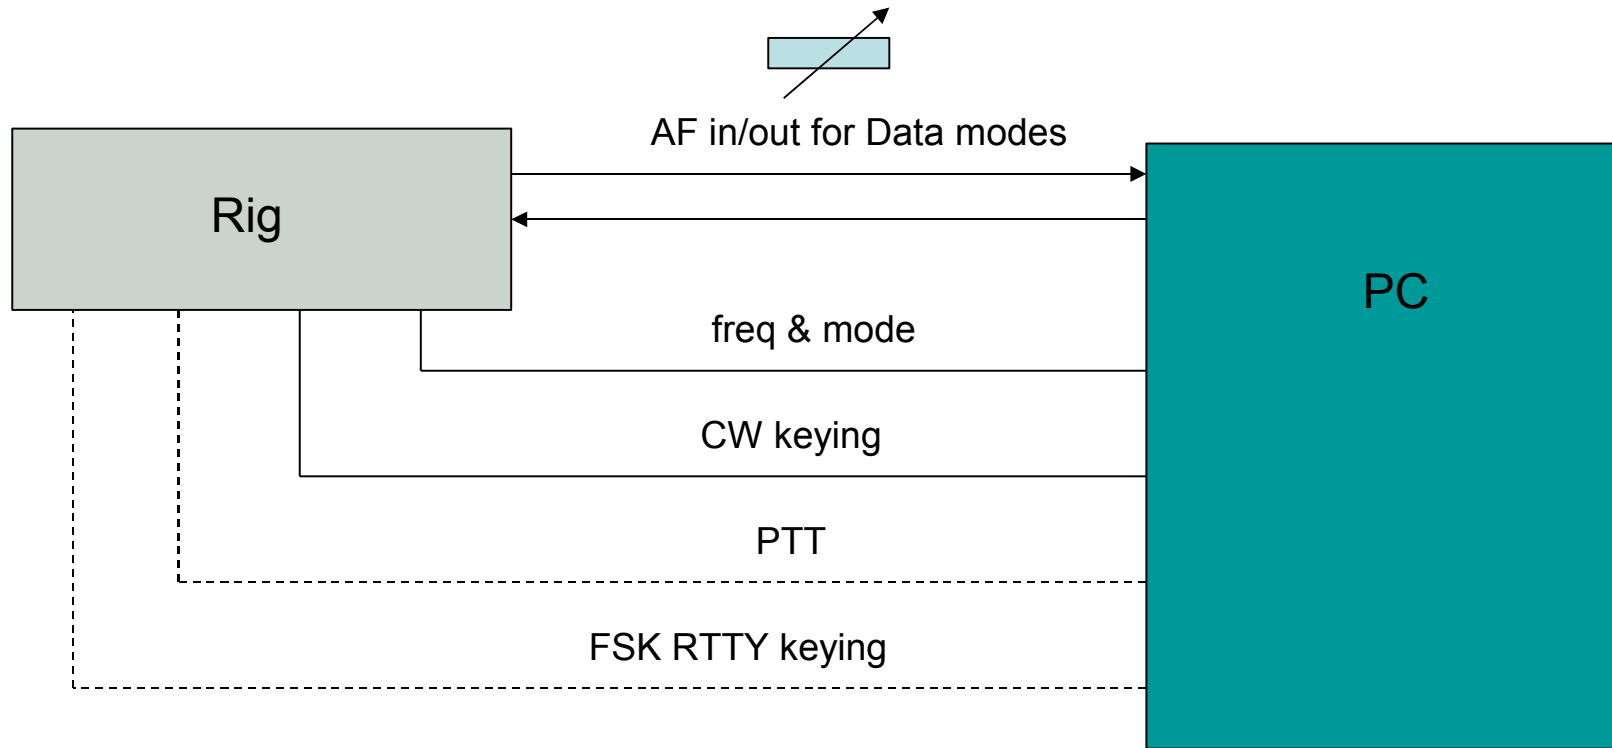 AF in/out for Data modes
Rig
PC
freq & mode
CW keying
PTT
FSK RTTY keying